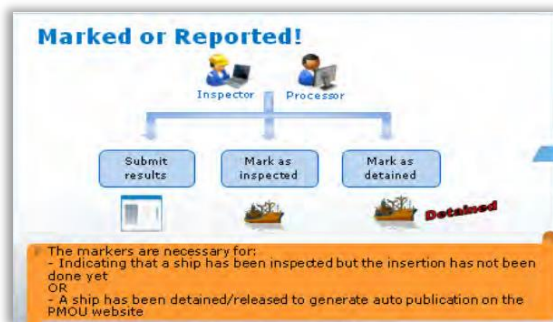 Marked or Reported!
Inspector Processor
Submit results
Mark as inspected
Mark as detained
Detained
The markers are necessary for:
- Indicating that a ship has been inspected but the insertion has not been
done yet
OR
- A ship has been detained/released to generate auto publication on the
PMOU website